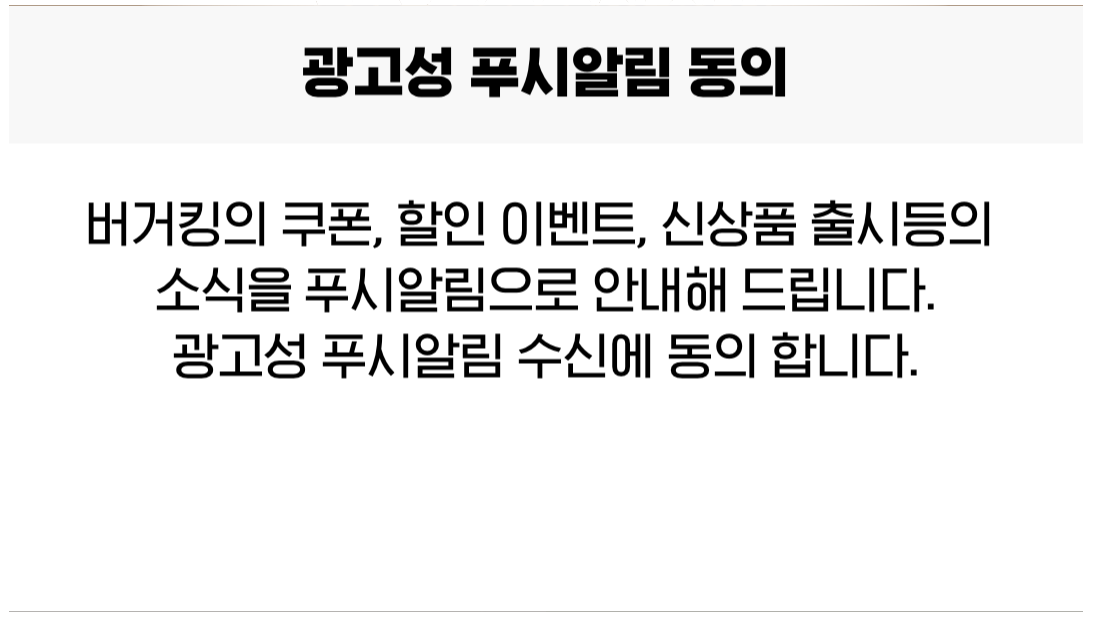 광고성 푸시알림 동의
버거킹의 쿠폰, 할인 이벤트, 신상품 출시등의
소식을 푸시알림으로 안내해 드립니다.
광고성 푸시알림 수신에 동의 합니다.